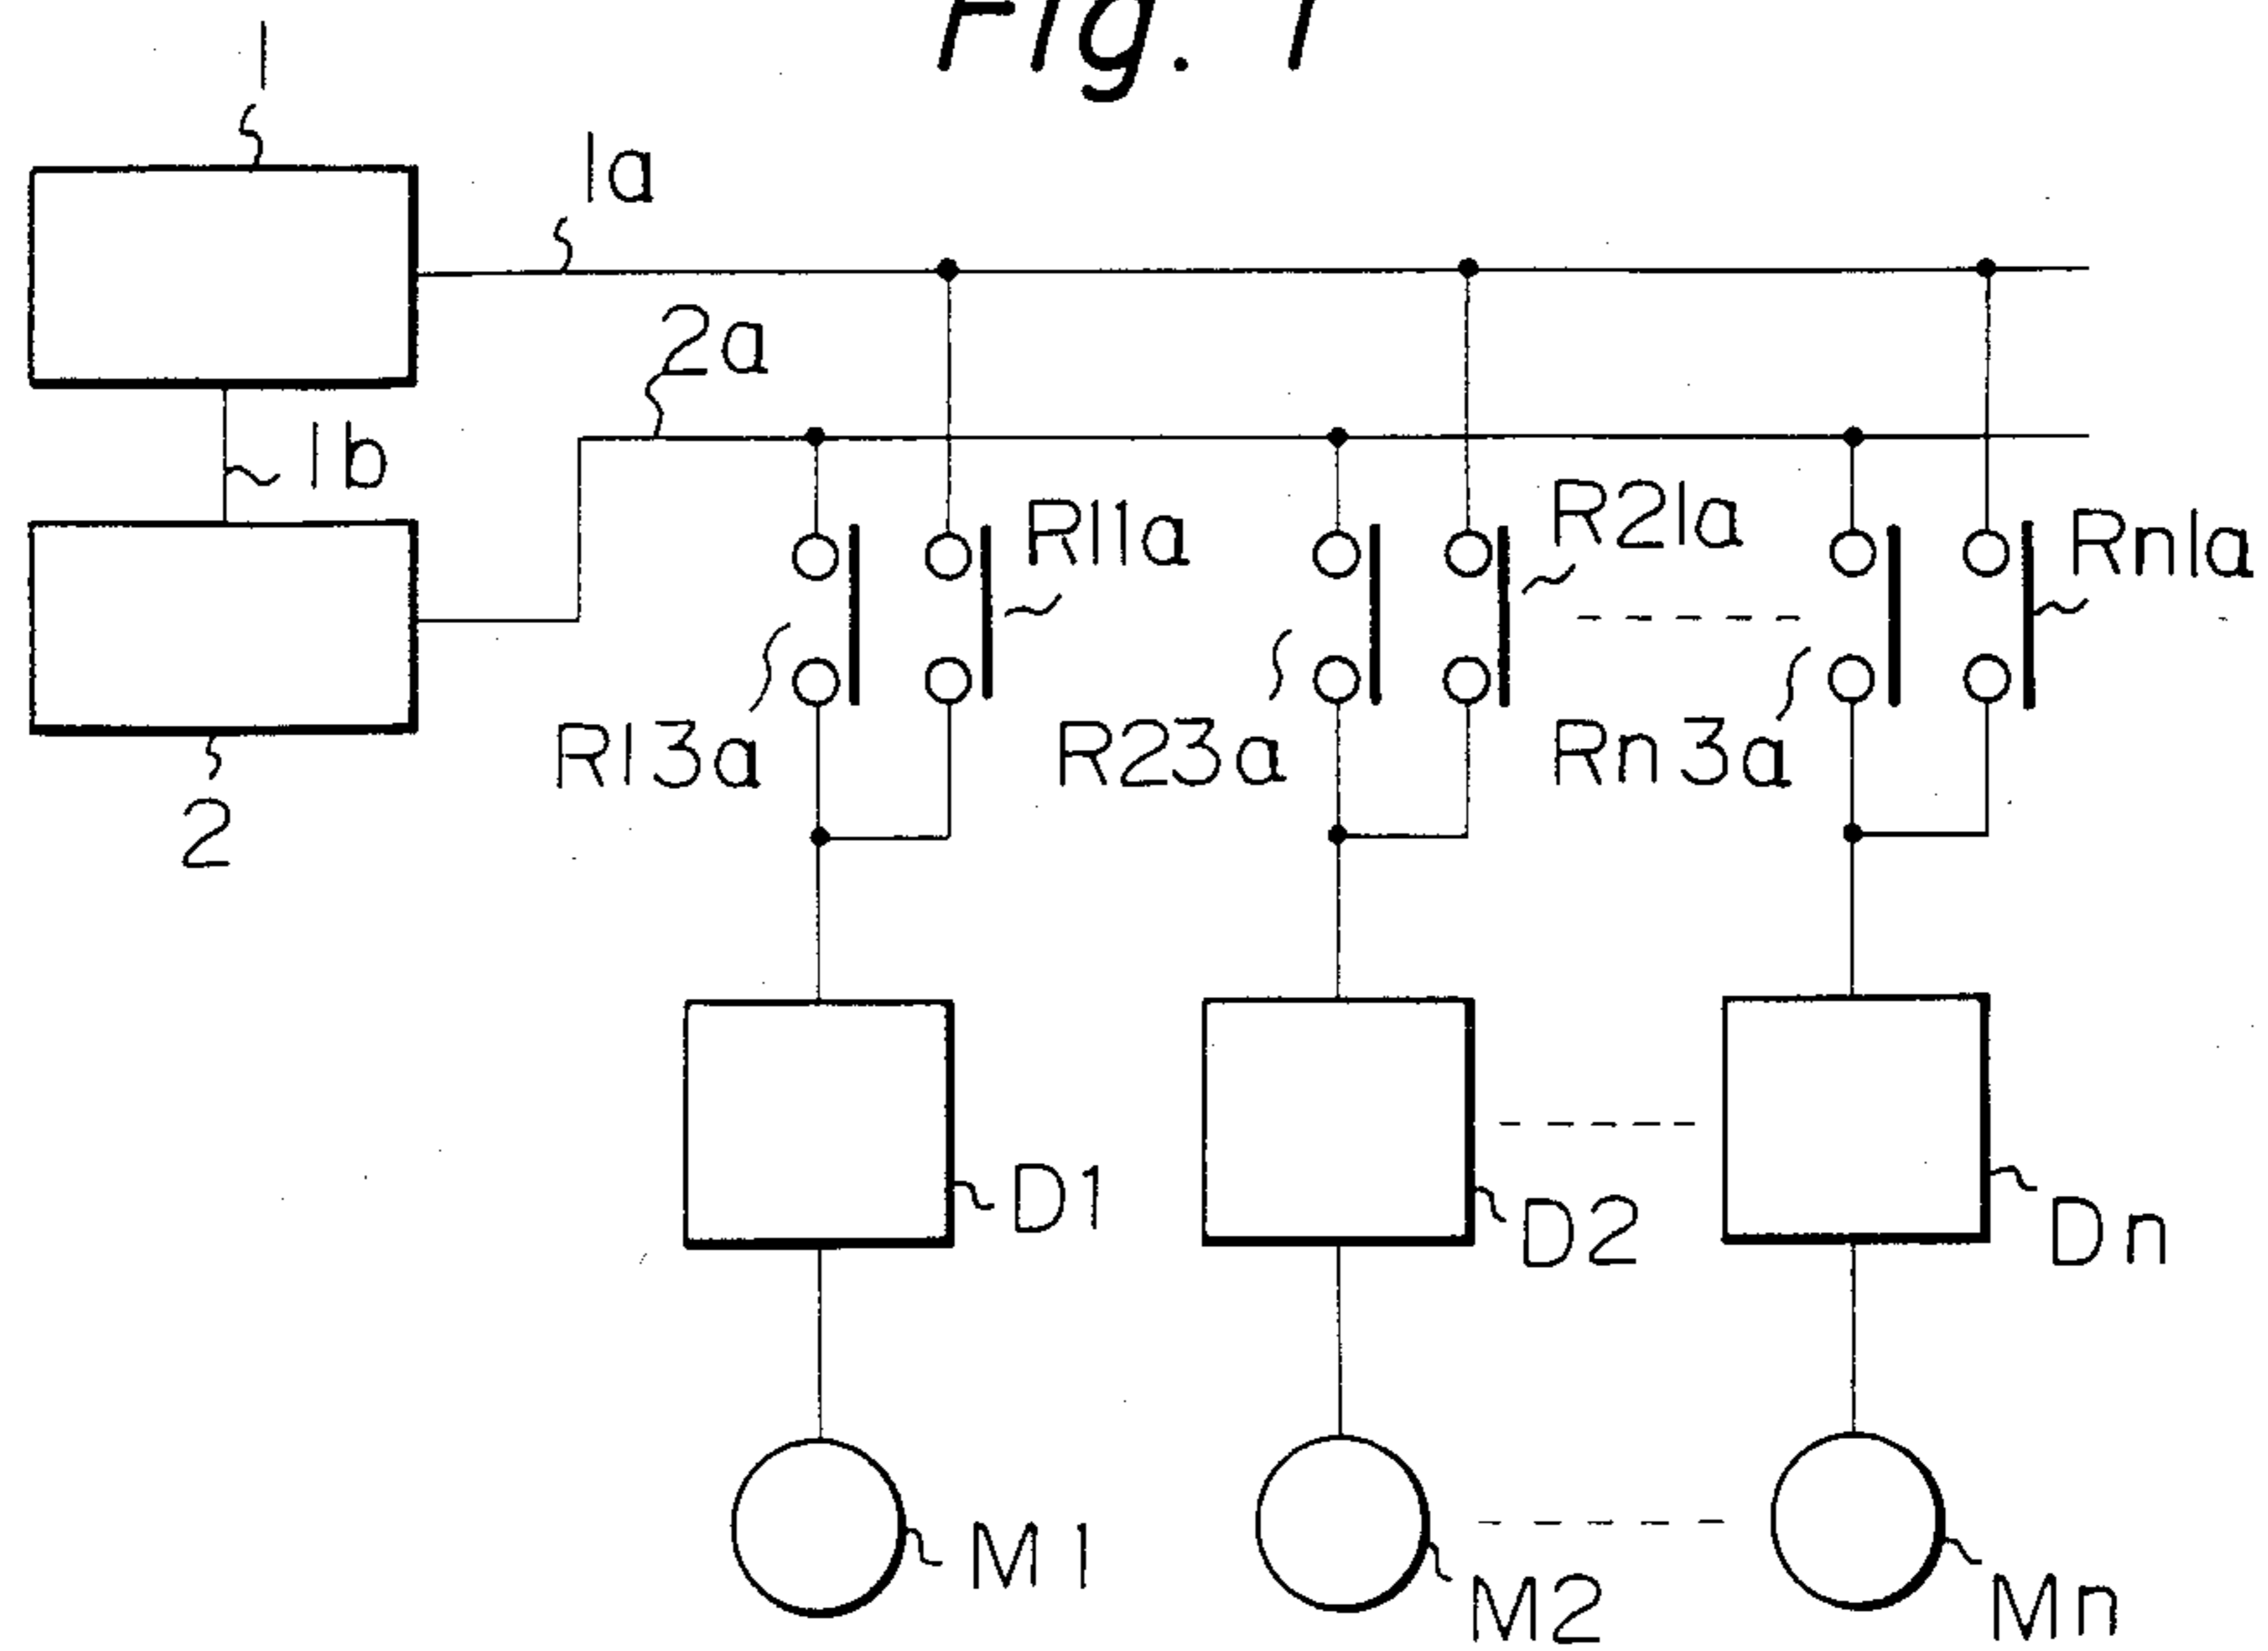 Fig. 1
1
1a
2a
1b
R11a
R21a
Rn1a
R13a
R23a
Rn3a
2
D1
D2
Dn
M1
M2
Mn